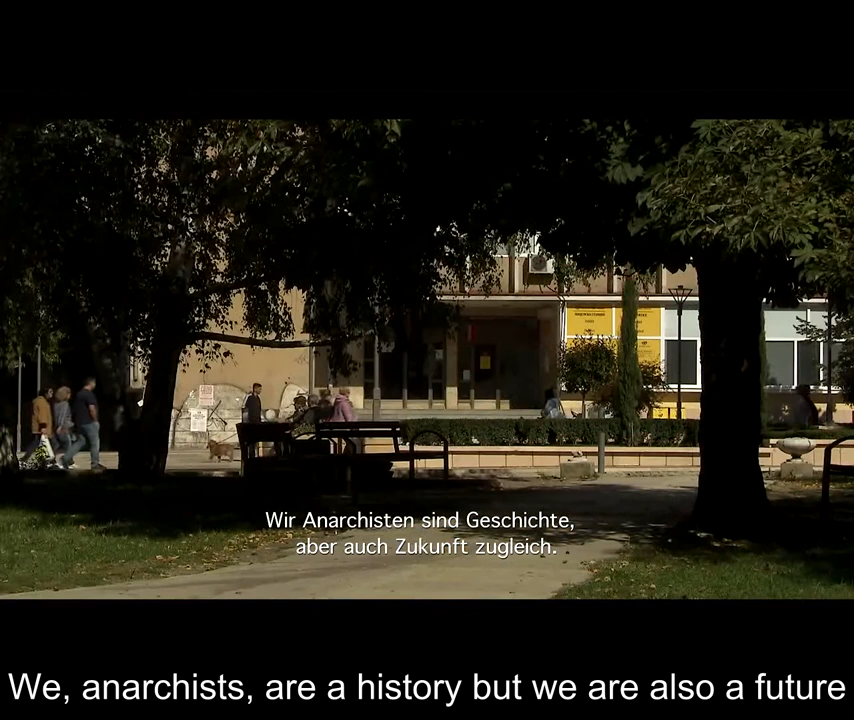 Wir Anarchisten sind Geschichte,
aber auch Zukunft zugleich.
We, anarchists, are a history but we are also a future